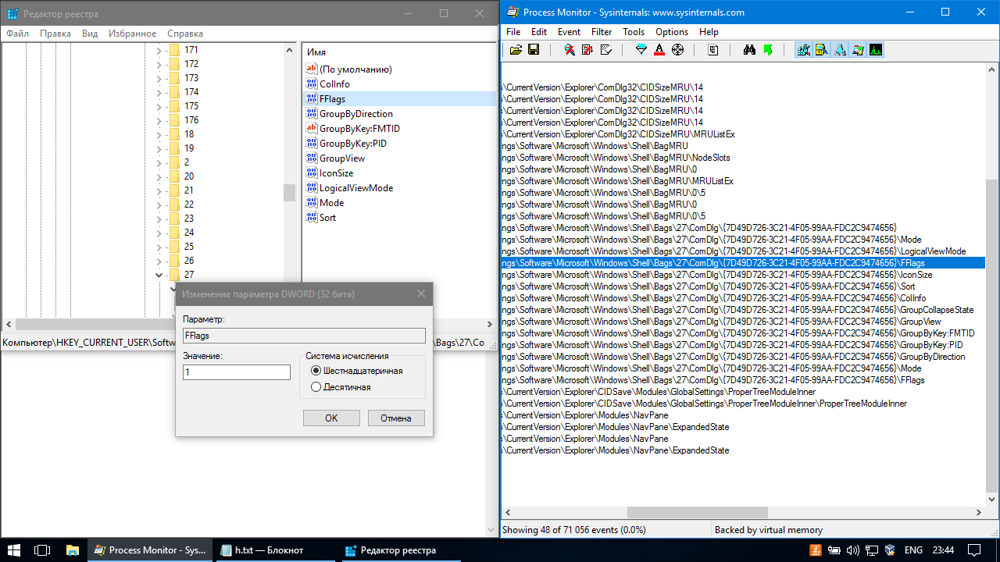 Редактор реестра
Файл Правка Вид Избранное Справка
171
172
173
174
175
176
18
19
2
20
21
22
23
24
25
26
27
Имя
(По умолчанию)
ColInfo
FFlags
GroupByDirection
GroupByKey:FMTID
GroupByKey:PID
GroupView
IconSize
LogicalViewMode
Mode
Sort
Компьютер\HKEY_CURRENT_USER\Softw
\Bags\27\Co
Изменение параметра DWORD (32 бита)
Параметр:
FFlags
Значение:
1
Система исчисления
Шестнадцатеричная
Десятичная
OK Отмена
Process Monitor - Sysinternals: www.sysinternals.com
File Edit Event Filter Tools Options Help
s\CurrentVersion\Explorer\ComDlg32\CIDSizeMRU\14
s\CurrentVersion\Explorer\ComDlg32\CIDSizeMRU\14
s\CurrentVersion\Explorer\ComDlg32\CIDSizeMRU\14
s\CurrentVersion\Explorer\ComDlg32\CIDSizeMRU\14
s\CurrentVersion\Explorer\ComDlg32\CIDSizeMRU\MRUListEx
ngs\Software\Microsoft\Windows\Shell\BagMRU
ngs\Software\Microsoft\Windows\Shell\BagMRU\NodeSlots
ngs\Software\Microsoft\Windows\Shell\BagMRU\0
ngs\Software\Microsoft\Windows\Shell\BagMRU\MRUListEx
ngs\Software\Microsoft\Windows\Shell\BagMRU\0\5
ngs\Software\Microsoft\Windows\Shell\BagMRU\0
ngs\Software\Microsoft\Windows\Shell\BagMRU\0\5
ngs\Software\Microsoft\Windows\Shell\Bags\27\ComDlg\{7D49D726-3C21-4F05-99AA-FDC2C9474656}
ngs\Software\Microsoft\Windows\Shell\Bags\27\ComDlg\{7D49D726-3C21-4F05-99AA-FDC2C9474656}\Mode
ngs\Software\Microsoft\Windows\Shell\Bags\27\ComDlg\{7D49D726-3C21-4F05-99AA-FDC2C9474656}\LogicalViewMode
ngs\Software\Microsoft\Windows\Shell\Bags\27\ComDlg\{7D49D726-3C21-4F05-99AA-FDC2C9474656}\FFlags
ngs\Software\Microsoft\Windows\Shell\Bags\27\ComDlg\{7D49D726-3C21-4F05-99AA-FDC2C9474656}\IconSize
ngs\Software\Microsoft\Windows\Shell\Bags\27\ComDlg\{7D49D726-3C21-4F05-99AA-FDC2C9474656}\Sort
ngs\Software\Microsoft\Windows\Shell\Bags\27\ComDlg\{7D49D726-3C21-4F05-99AA-FDC2C9474656}\ColInfo
ngs\Software\Microsoft\Windows\Shell\Bags\27\ComDlg\{7D49D726-3C21-4F05-99AA-FDC2C9474656}\GroupCollapseState
ngs\Software\Microsoft\Windows\Shell\Bags\27\ComDlg\{7D49D726-3C21-4F05-99AA-FDC2C9474656}\GroupView
ngs\Software\Microsoft\Windows\Shell\Bags\27\ComDlg\{7D49D726-3C21-4F05-99AA-FDC2C9474656}\GroupByKey:FMTID
ngs\Software\Microsoft\Windows\Shell\Bags\27\ComDlg\{7D49D726-3C21-4F05-99AA-FDC2C9474656}\GroupByKey:PID
ngs\Software\Microsoft\Windows\Shell\Bags\27\ComDlg\{7D49D726-3C21-4F05-99AA-FDC2C9474656}\GroupByDirection
ngs\Software\Microsoft\Windows\Shell\Bags\27\ComDlg\{7D49D726-3C21-4F05-99AA-FDC2C9474656}\Mode
ngs\Software\Microsoft\Windows\Shell\Bags\27\ComDlg\{7D49D726-3C21-4F05-99AA-FDC2C9474656}\FFlags
s\CurrentVersion\Explorer\CIDSave\Modules\GlobalSettings\ProperTreeModuleInner
s\CurrentVersion\Explorer\CIDSave\Modules\GlobalSettings\ProperTreeModuleInner\ProperTreeModuleInner
s\CurrentVersion\Explorer\Modules\NavPane
s\CurrentVersion\Explorer\Modules\NavPane\ExpandedState
s\CurrentVersion\Explorer\Modules\NavPane
s\CurrentVersion\Explorer\Modules\NavPane\ExpandedState
Showing 48 of 71 056 events (0.0%) Backed by virtual memory
Process Monitor - Sys... h.txt — Блокнот Редактор реестра ENG 23:44